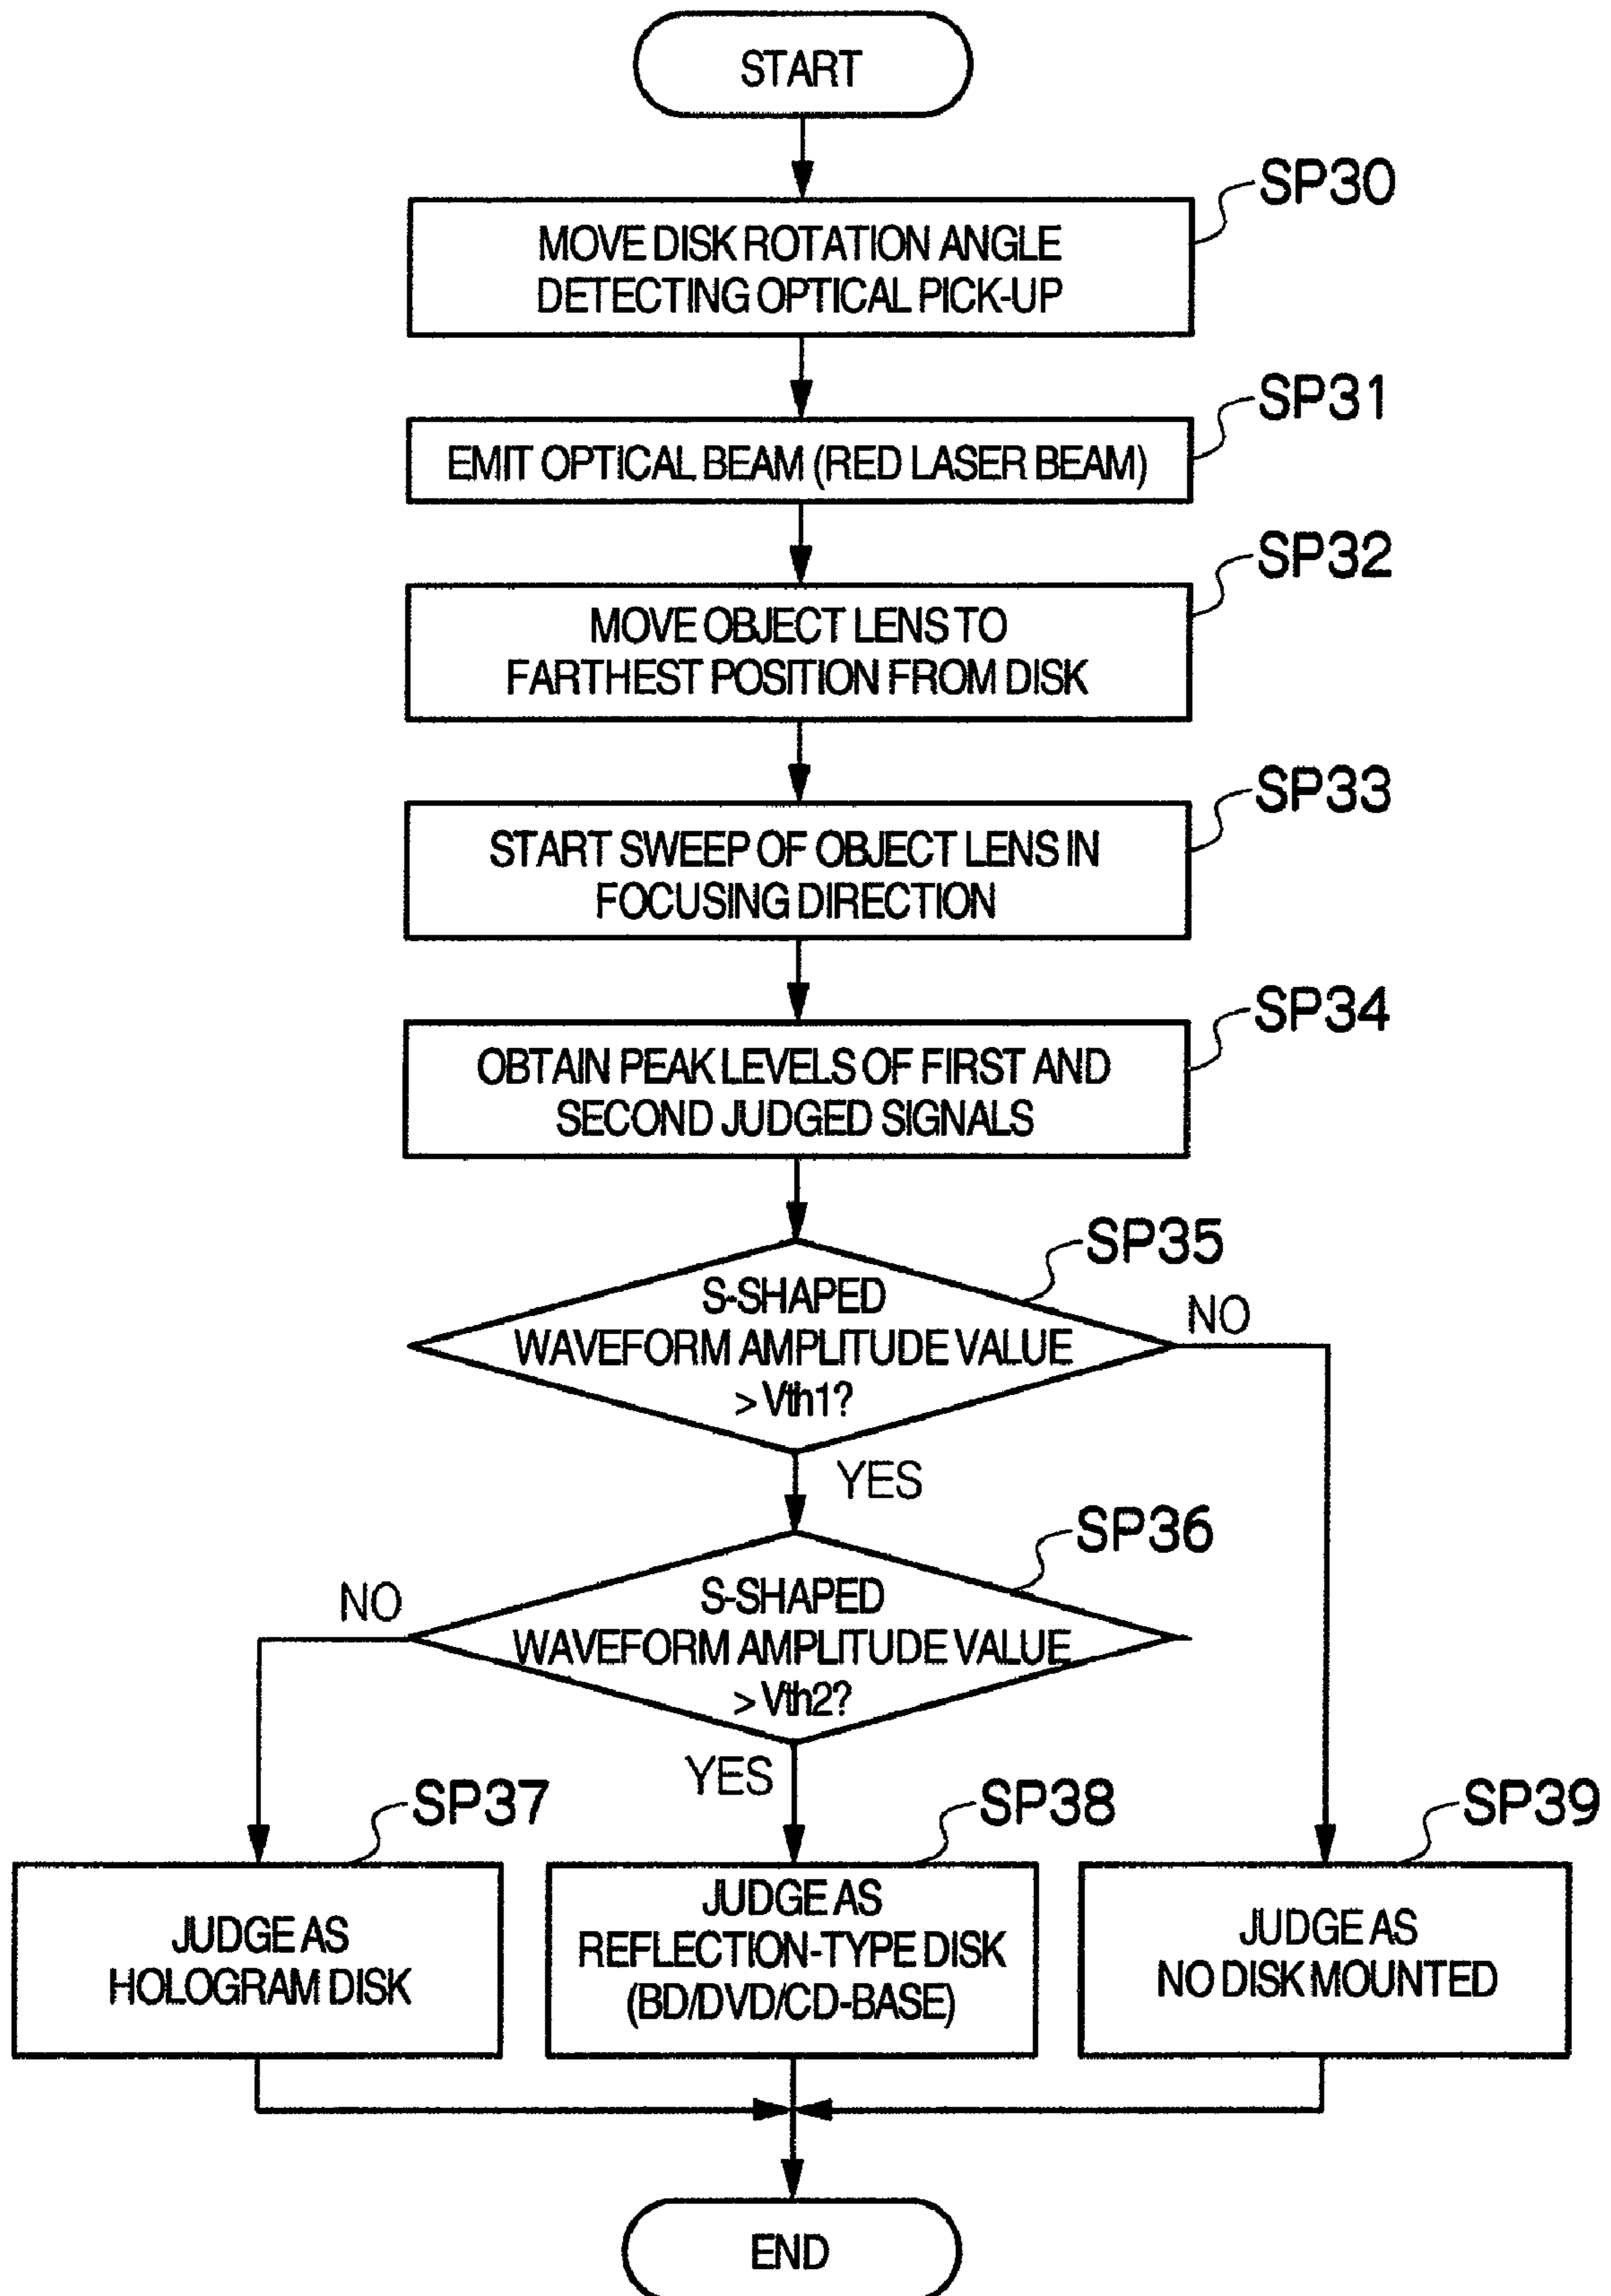 START
SP30
MOVE DISK ROTATION ANGLE
DETECTING OPTICAL PICK-UP
SP31
EMIT OPTICAL BEAM (RED LASER BEAM)
SP32
MOVE OBJECT LENS TO
FARTHEST POSITION FROM DISK
SP33
START SWEEP OF OBJECT LENS IN
FOCUSING DIRECTION
SP34
OBTAIN PEAK LEVELS OF FIRST AND
SECOND JUDGED SIGNALS
SP35
S-SHAPED
WAVEFORM AMPLITUDE VALUE
> Vth1?
NO
YES
SP36
S-SHAPED
WAVEFORM AMPLITUDE VALUE
> Vth2?
NO
YES
SP37
JUDGE AS
HOLOGRAM DISK
SP38
JUDGE AS
REFLECTION-TYPE DISK
(BD/DVD/CD-BASE)
SP39
JUDGE AS
NO DISK MOUNTED
END